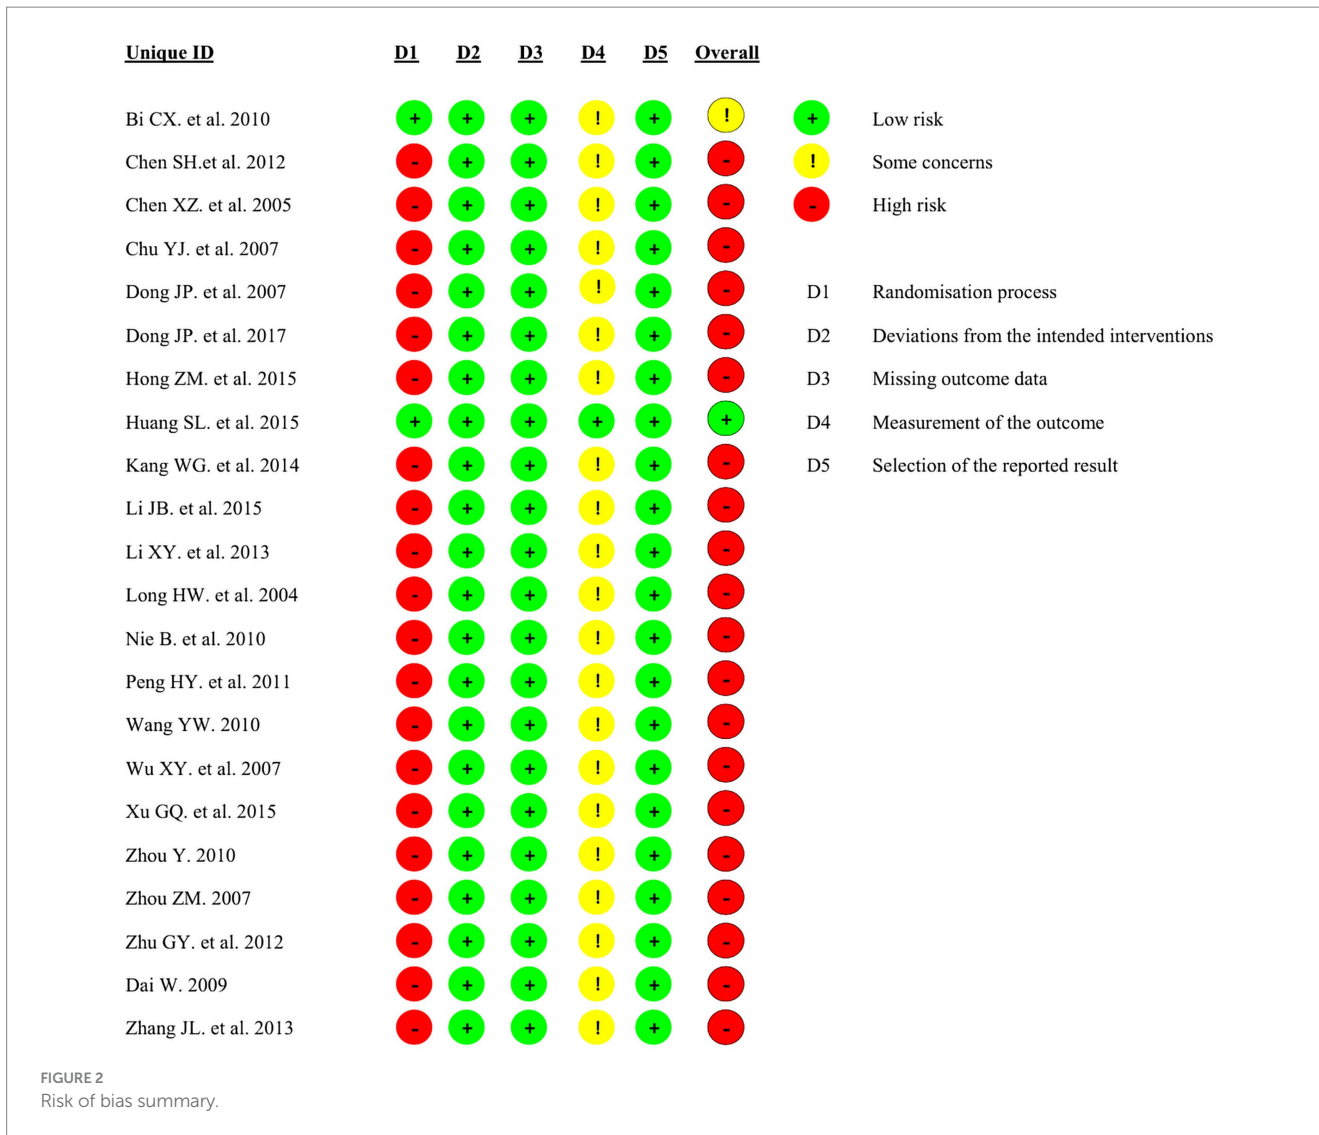 Unique ID D1 D2 D3 D4 D5 Overall
Bi CX. et al. 2010 + + + ! + ! + Low risk
Chen SH.et al. 2012 - + + ! + - ! Some concerns
Chen XZ. et al. 2005 - + + ! + - - High risk
Chu YJ. et al. 2007 - + + ! + -
Dong JP. et al. 2007 - + + ! + - D1 Randomisation process
Dong JP. et al. 2017 - + + ! + - D2 Deviations from the intended interventions
Hong ZM. et al. 2015 - + + ! + - D3 Missing outcome data
Huang SL. et al. 2015 + + + + + + D4 Measurement of the outcome
Kang WG. et al. 2014 - + + ! + - D5 Selection of the reported result
Li JB. et al. 2015 - + + ! + -
Li XY. et al. 2013 - + + ! + -
Long HW. et al. 2004 - + + ! + -
Nie B. et al. 2010 - + + ! + -
Peng HY. et al. 2011 - + + ! + -
Wang YW. 2010 - + + ! + -
Wu XY. et al. 2007 - + + ! + -
Xu GQ. et al. 2015 - + + ! + -
Zhou Y. 2010 - + + ! + -
Zhou ZM. 2007 - + + ! + -
Zhu GY. et al. 2012 - + + ! + -
Dai W. 2009 - + + ! + -
Zhang JL. et al. 2013 - + + ! + -
FIGURE 2
Risk of bias summary.